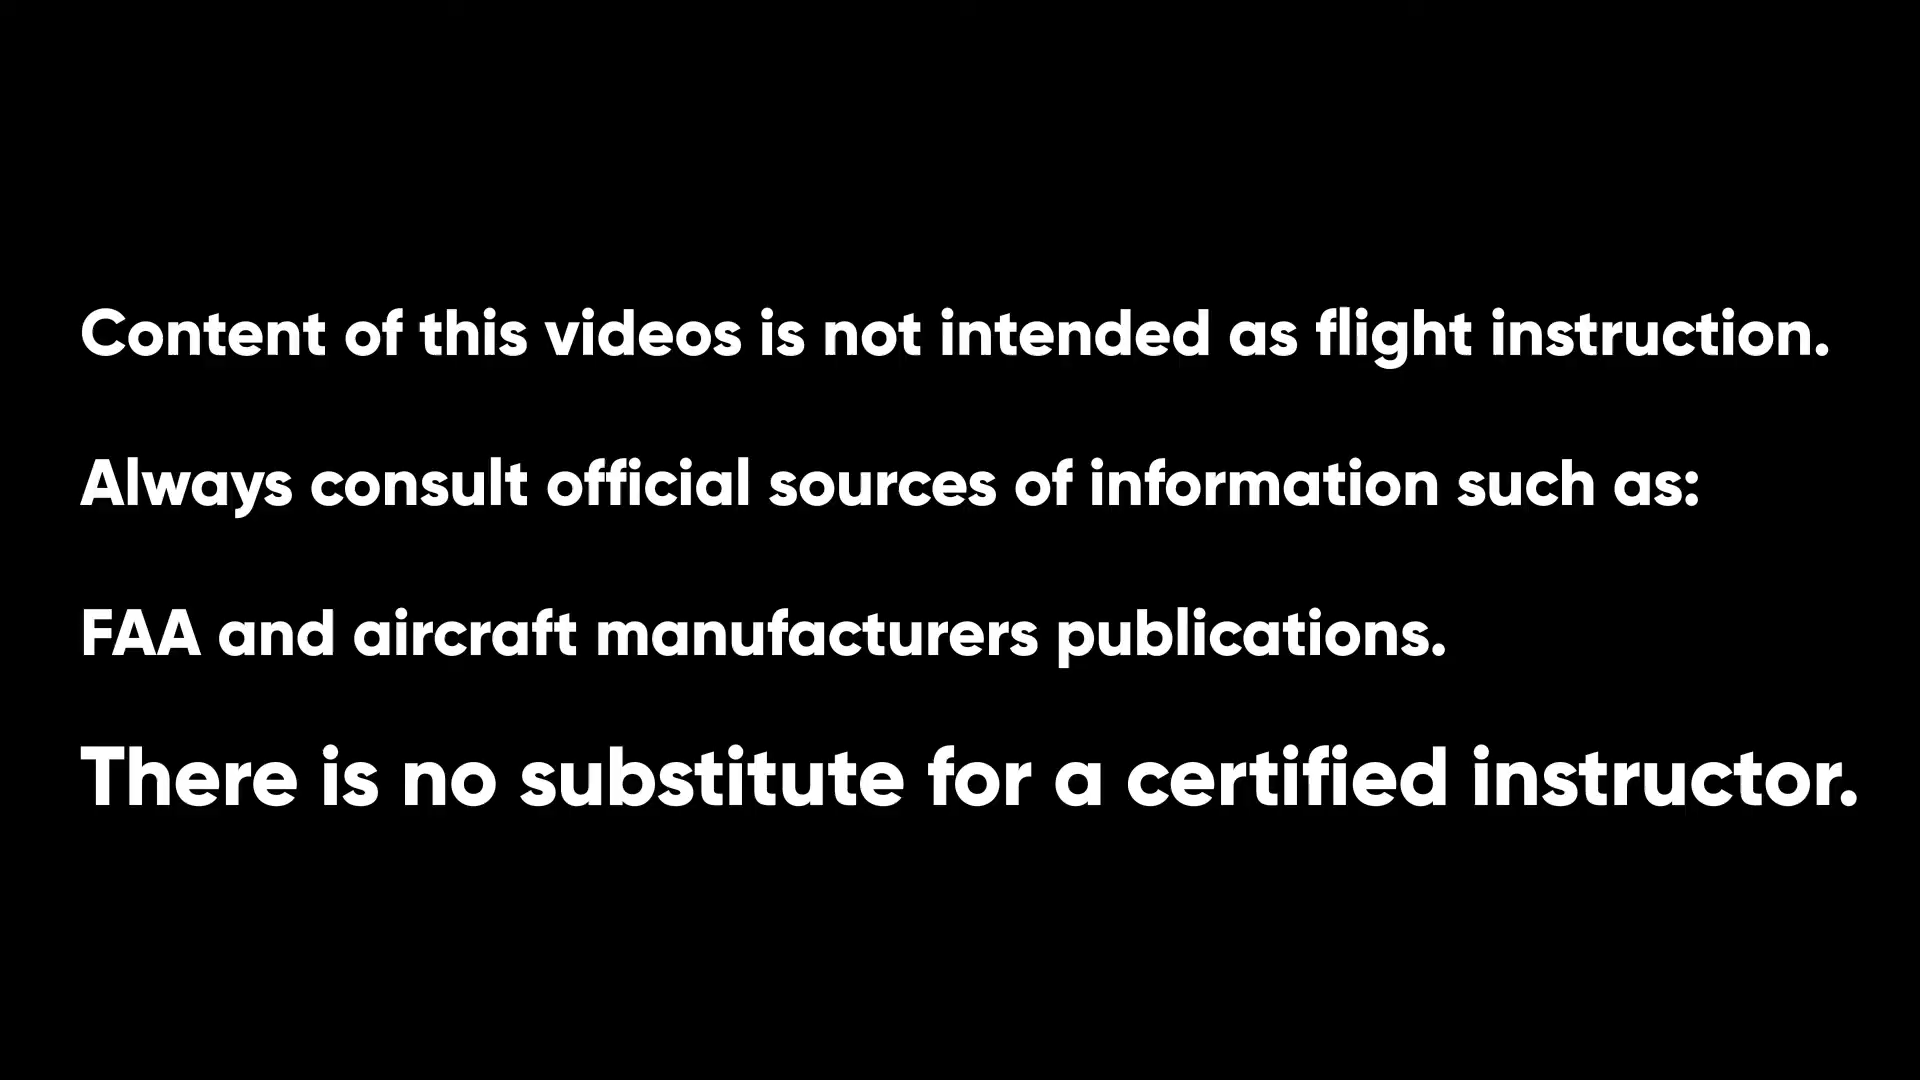 Content of this videos is not intended as flight instruction.
Always consult official sources of information such as:
FAA and aircraft manufacturers publications.
There is no substitute for a certified instructor.